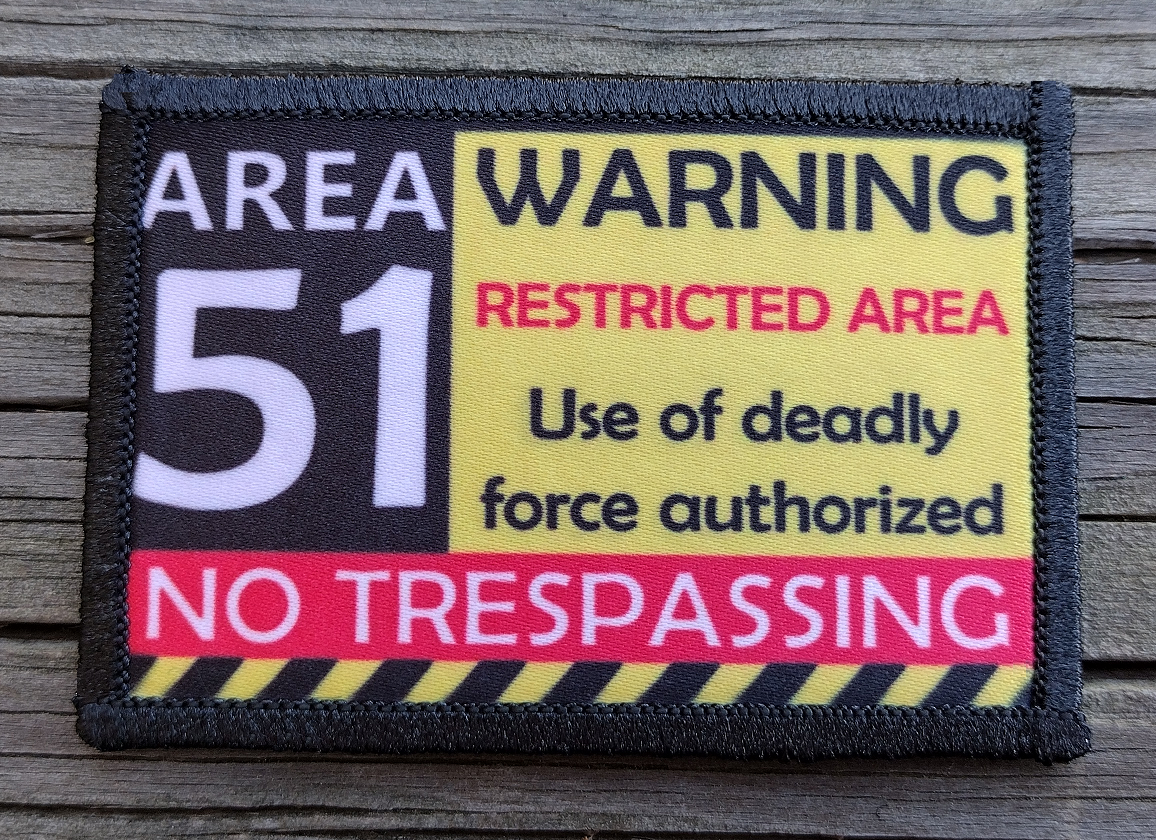 AREA
51
WARNING
RESTRICTED AREA
Use of deadly
force authorized
NO TRESPASSING